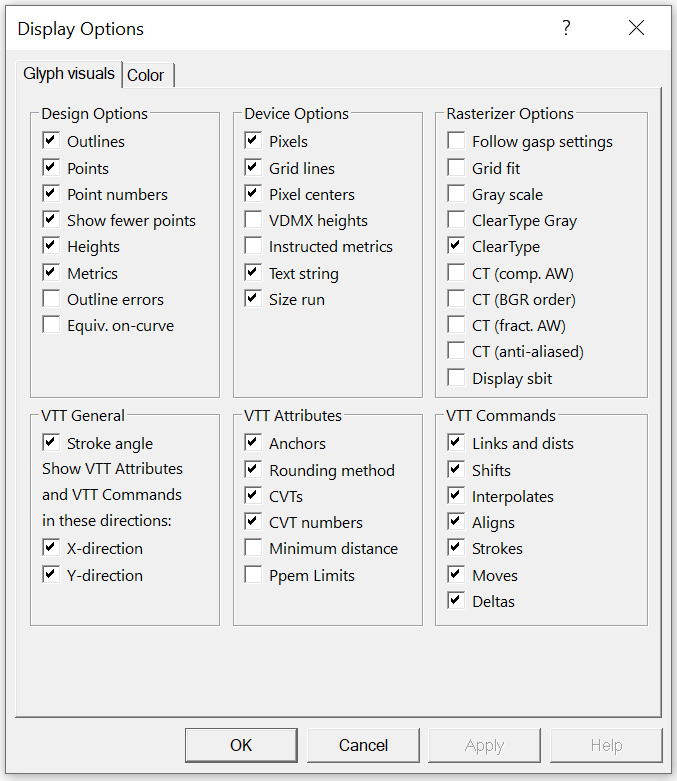 Display Options
?
Glyph visuals
Color
Design Options
Outlines
Points
Point numbers
Show fewer points
Heights
Metrics
Outline errors
Equiv. on-curve
Device Options
Pixels
Grid lines
Pixel centers
VDMX heights
Instructed metrics
Text string
Size run
Rasterizer Options
Follow gasp settings
Grid fit
Gray scale
ClearType Gray
ClearType
CT (comp. AW)
CT (BGR order)
CT (fract. AW)
CT (anti-aliased)
Display sbit
VTT General
Stroke angle
Show VTT Attributes
and VTT Commands
in these directions:
X-direction
Y-direction
VTT Attributes
Anchors
Rounding method
CVTs
CVT numbers
Minimum distance
Ppem Limits
VTT Commands
Links and dists
Shifts
Interpolates
Aligns
Strokes
Moves
Deltas
OK
Cancel
Apply
Help